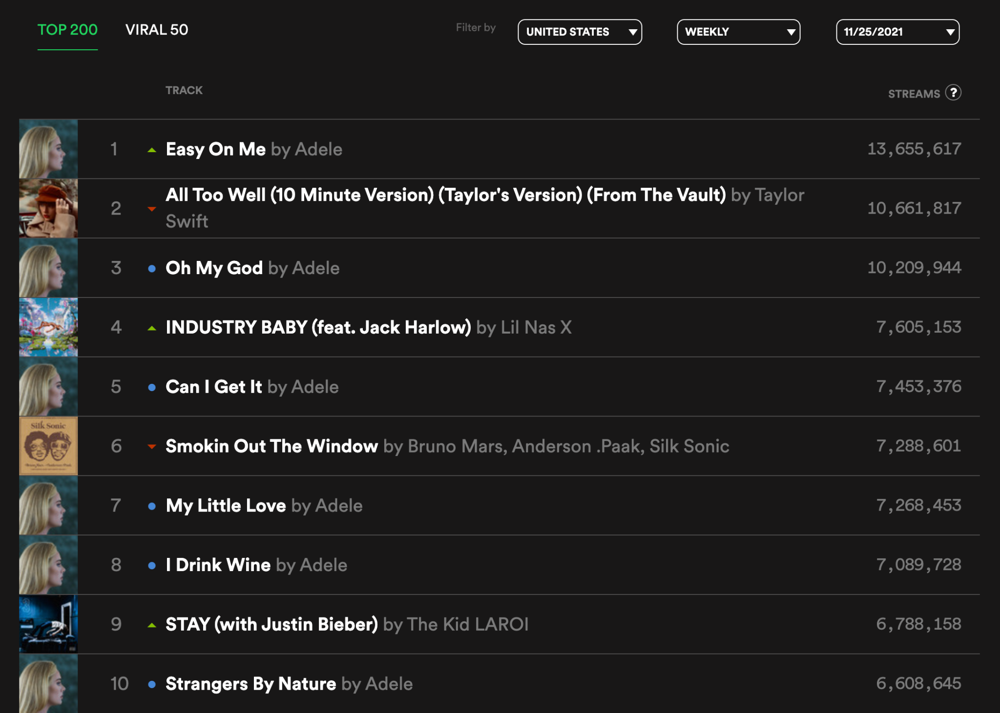 TOP 200 VIRAL 50 Filter by UNITED STATES WEEKLY 11/25/2021
TRACK STREAMS ?
1 Easy On Me by Adele 13,655,617
2 All Too Well (10 Minute Version) (Taylor's Version) (From The Vault) by Taylor
Swift 10,661,817
3 Oh My God by Adele 10,209,944
4 INDUSTRY BABY (feat. Jack Harlow) by Lil Nas X 7,605,153
5 Can I Get It by Adele 7,453,376
Silk Sonic
6 Smokin Out The Window by Bruno Mars, Anderson .Paak, Silk Sonic 7,288,601
7 My Little Love by Adele 7,268,453
8 I Drink Wine by Adele 7,089,728
9 STAY (with Justin Bieber) by The Kid LAROI 6,788,158
10 Strangers By Nature by Adele 6,608,645